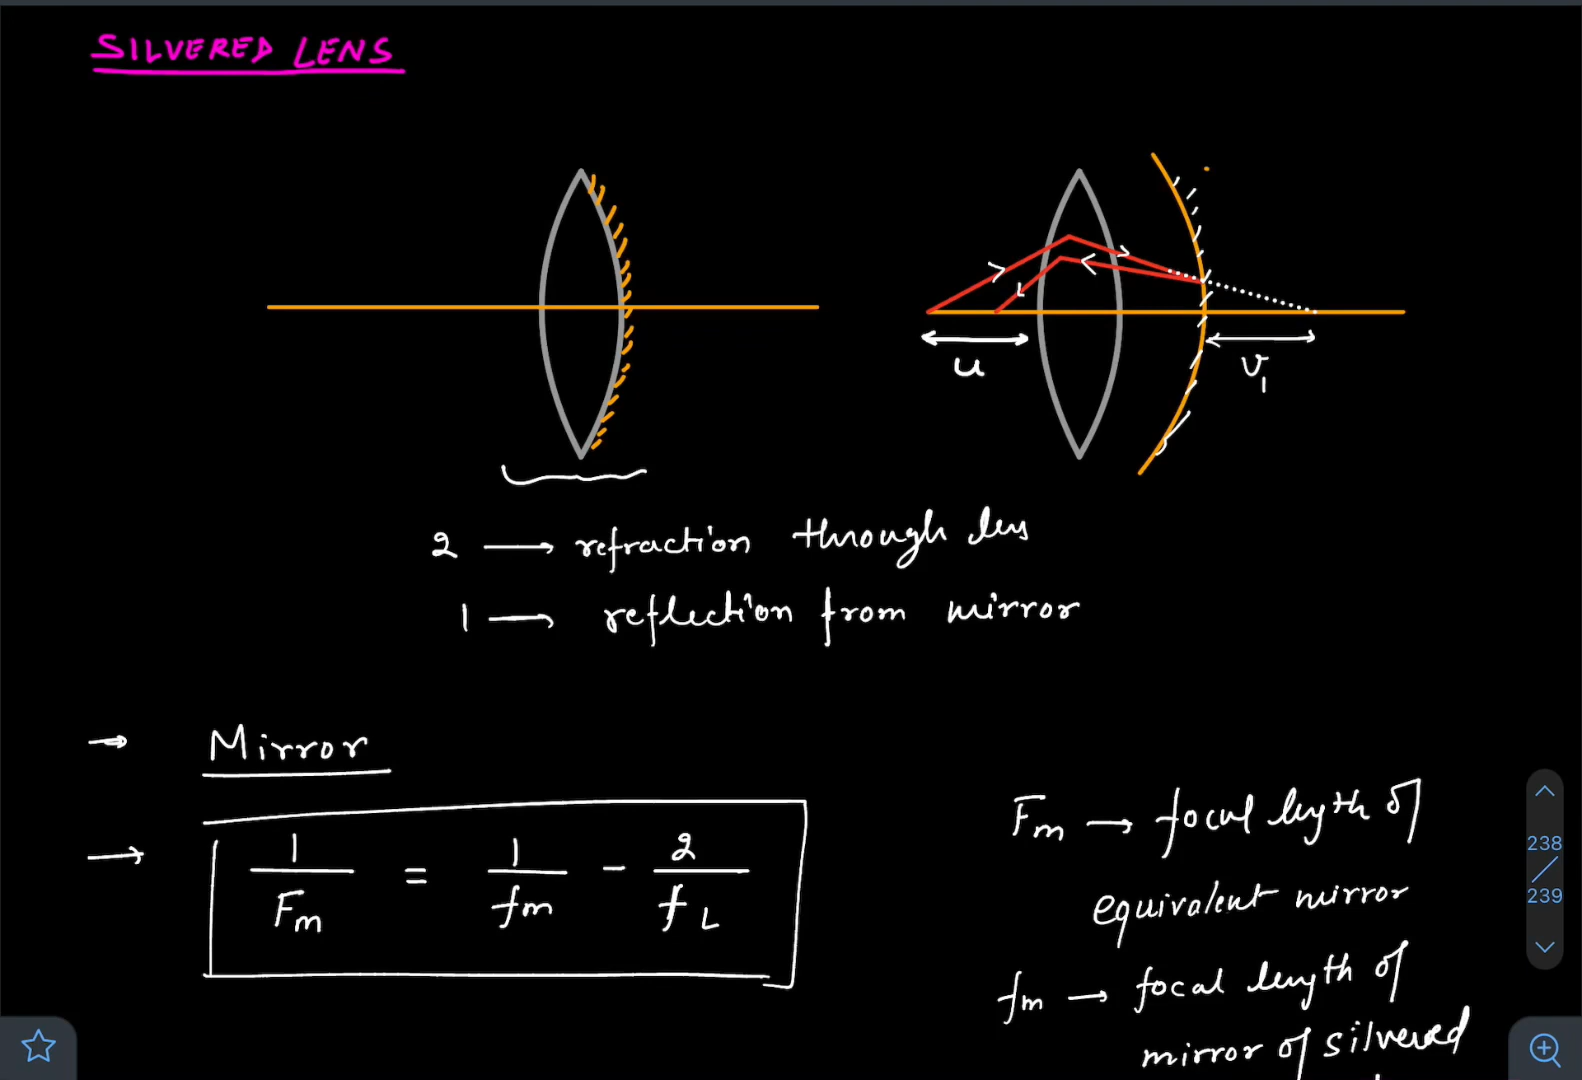 SILVERED LENS
u
v₁
2 → refraction through lens
1 → reflection from mirror
→ Mirror
→ 1/Fm = 1/fm - 2/fL
Fm → focal length of
equivalent mirror
fm → focal length of
mirror of silvered
238
239